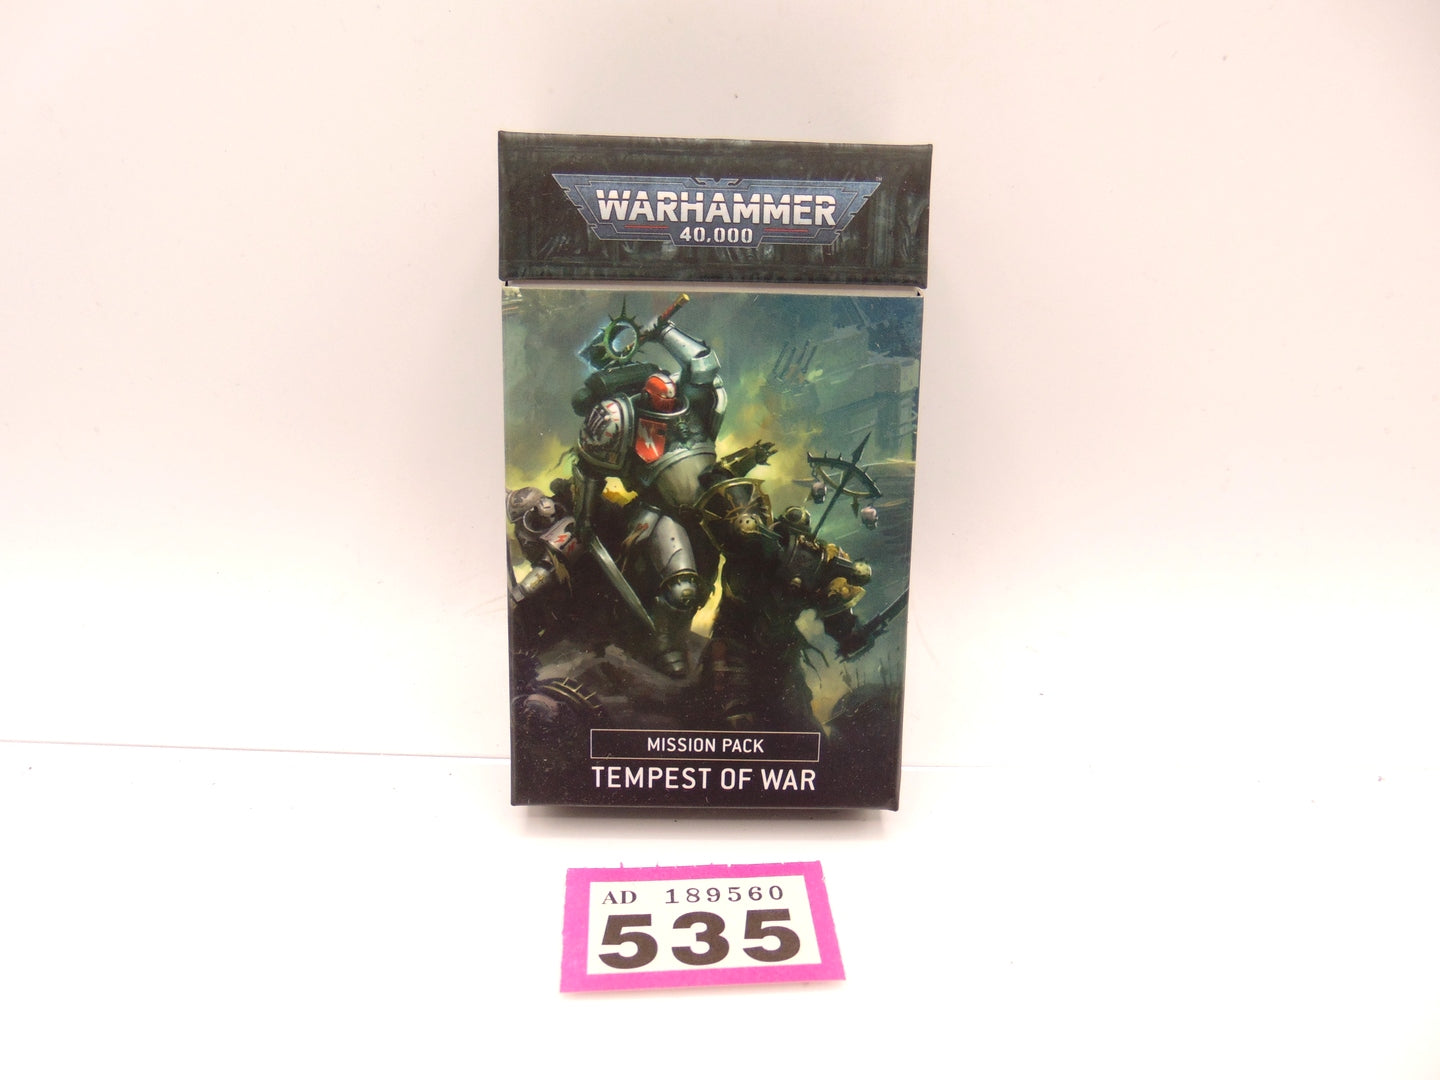 WARHAMMER
40,000
MISSION PACK
TEMPEST OF WAR
AD 189560
535